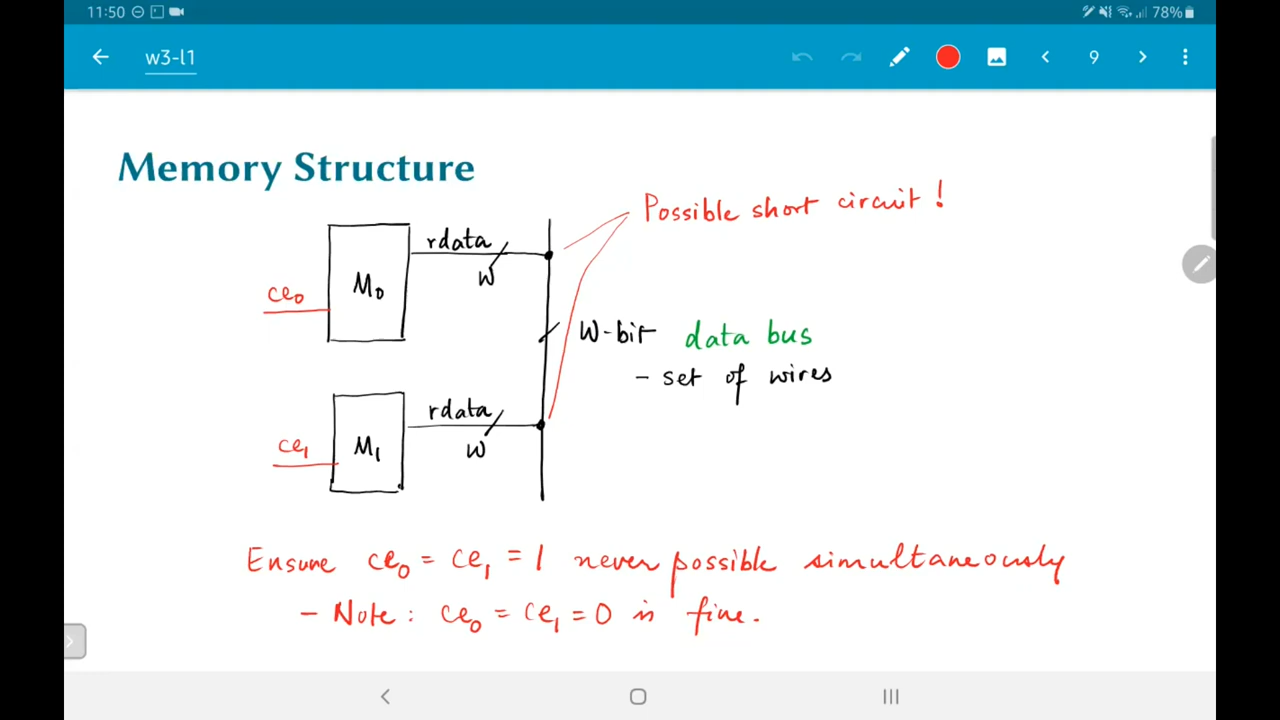 11:50
78%
w3-l1
9
Memory Structure
Possible short circuit !
rdata
W
M₀
ce₀
W-bit data bus
- set of wires
rdata
W
M₁
ce₁
Ensure ce₀ = ce₁ = 1 never possible simultaneously
- Note : ce₀ = ce₁ = 0 is fine.